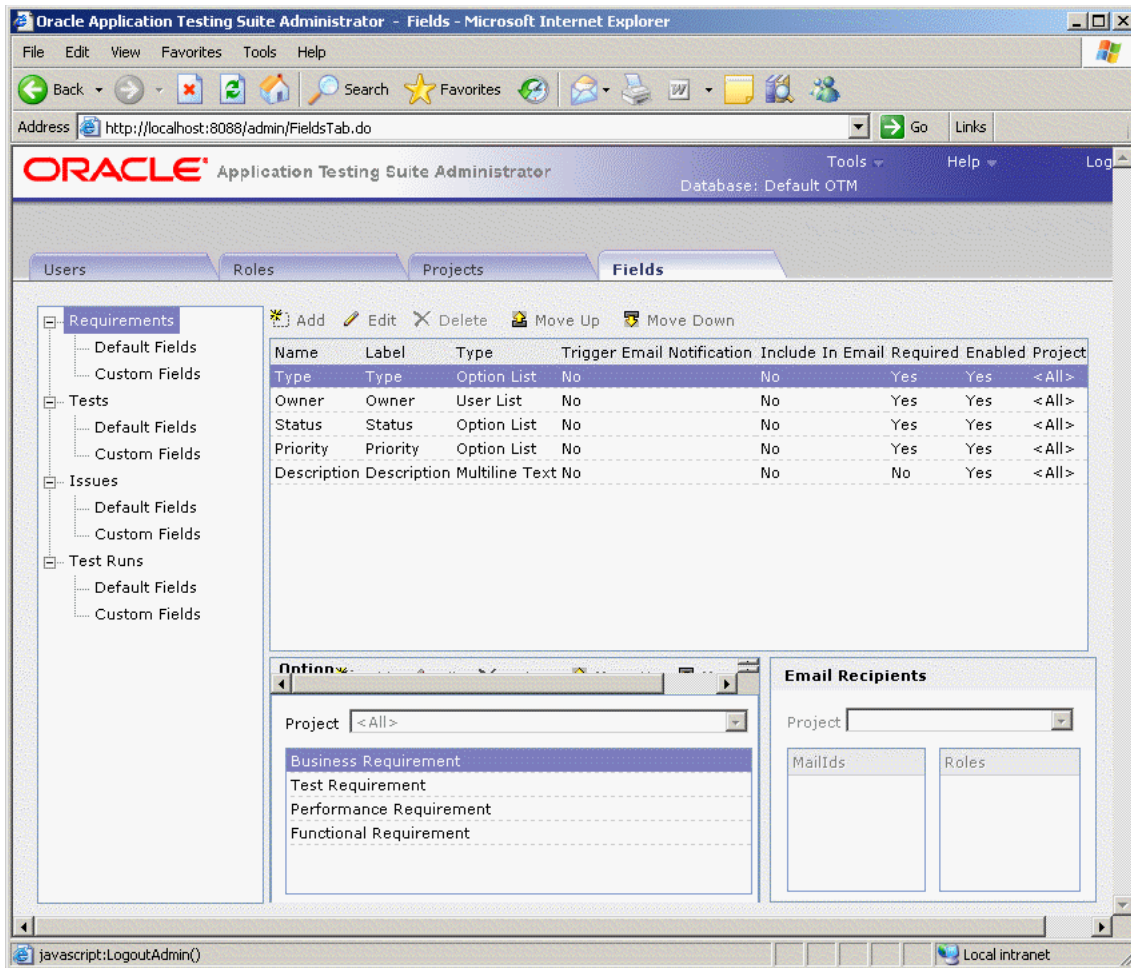 Oracle Application Testing Suite Administrator - Fields - Microsoft Internet Explorer
File Edit View Favorites Tools Help
Back Search Favorites
Address http://localhost:8088/admin/FieldsTab.do Go Links
ORACLE Application Testing Suite Administrator Tools Help Log
Database: Default OTM
Users Roles Projects Fields
Requirements
Default Fields
Custom Fields
Tests
Default Fields
Custom Fields
Issues
Default Fields
Custom Fields
Test Runs
Default Fields
Custom Fields
Add Edit Delete Move Up Move Down
Name Label Type Trigger Email Notification Include In Email Required Enabled Project
Type Type Option List No No Yes Yes <All>
Owner Owner User List No No Yes Yes <All>
Status Status Option List No No Yes Yes <All>
Priority Priority Option List No No Yes Yes <All>
Description Description Multiline Text No No No Yes <All>
Option
Project <All>
Business Requirement
Test Requirement
Performance Requirement
Functional Requirement
Email Recipients
Project
MailIds Roles
javascript:LogoutAdmin() Local intranet